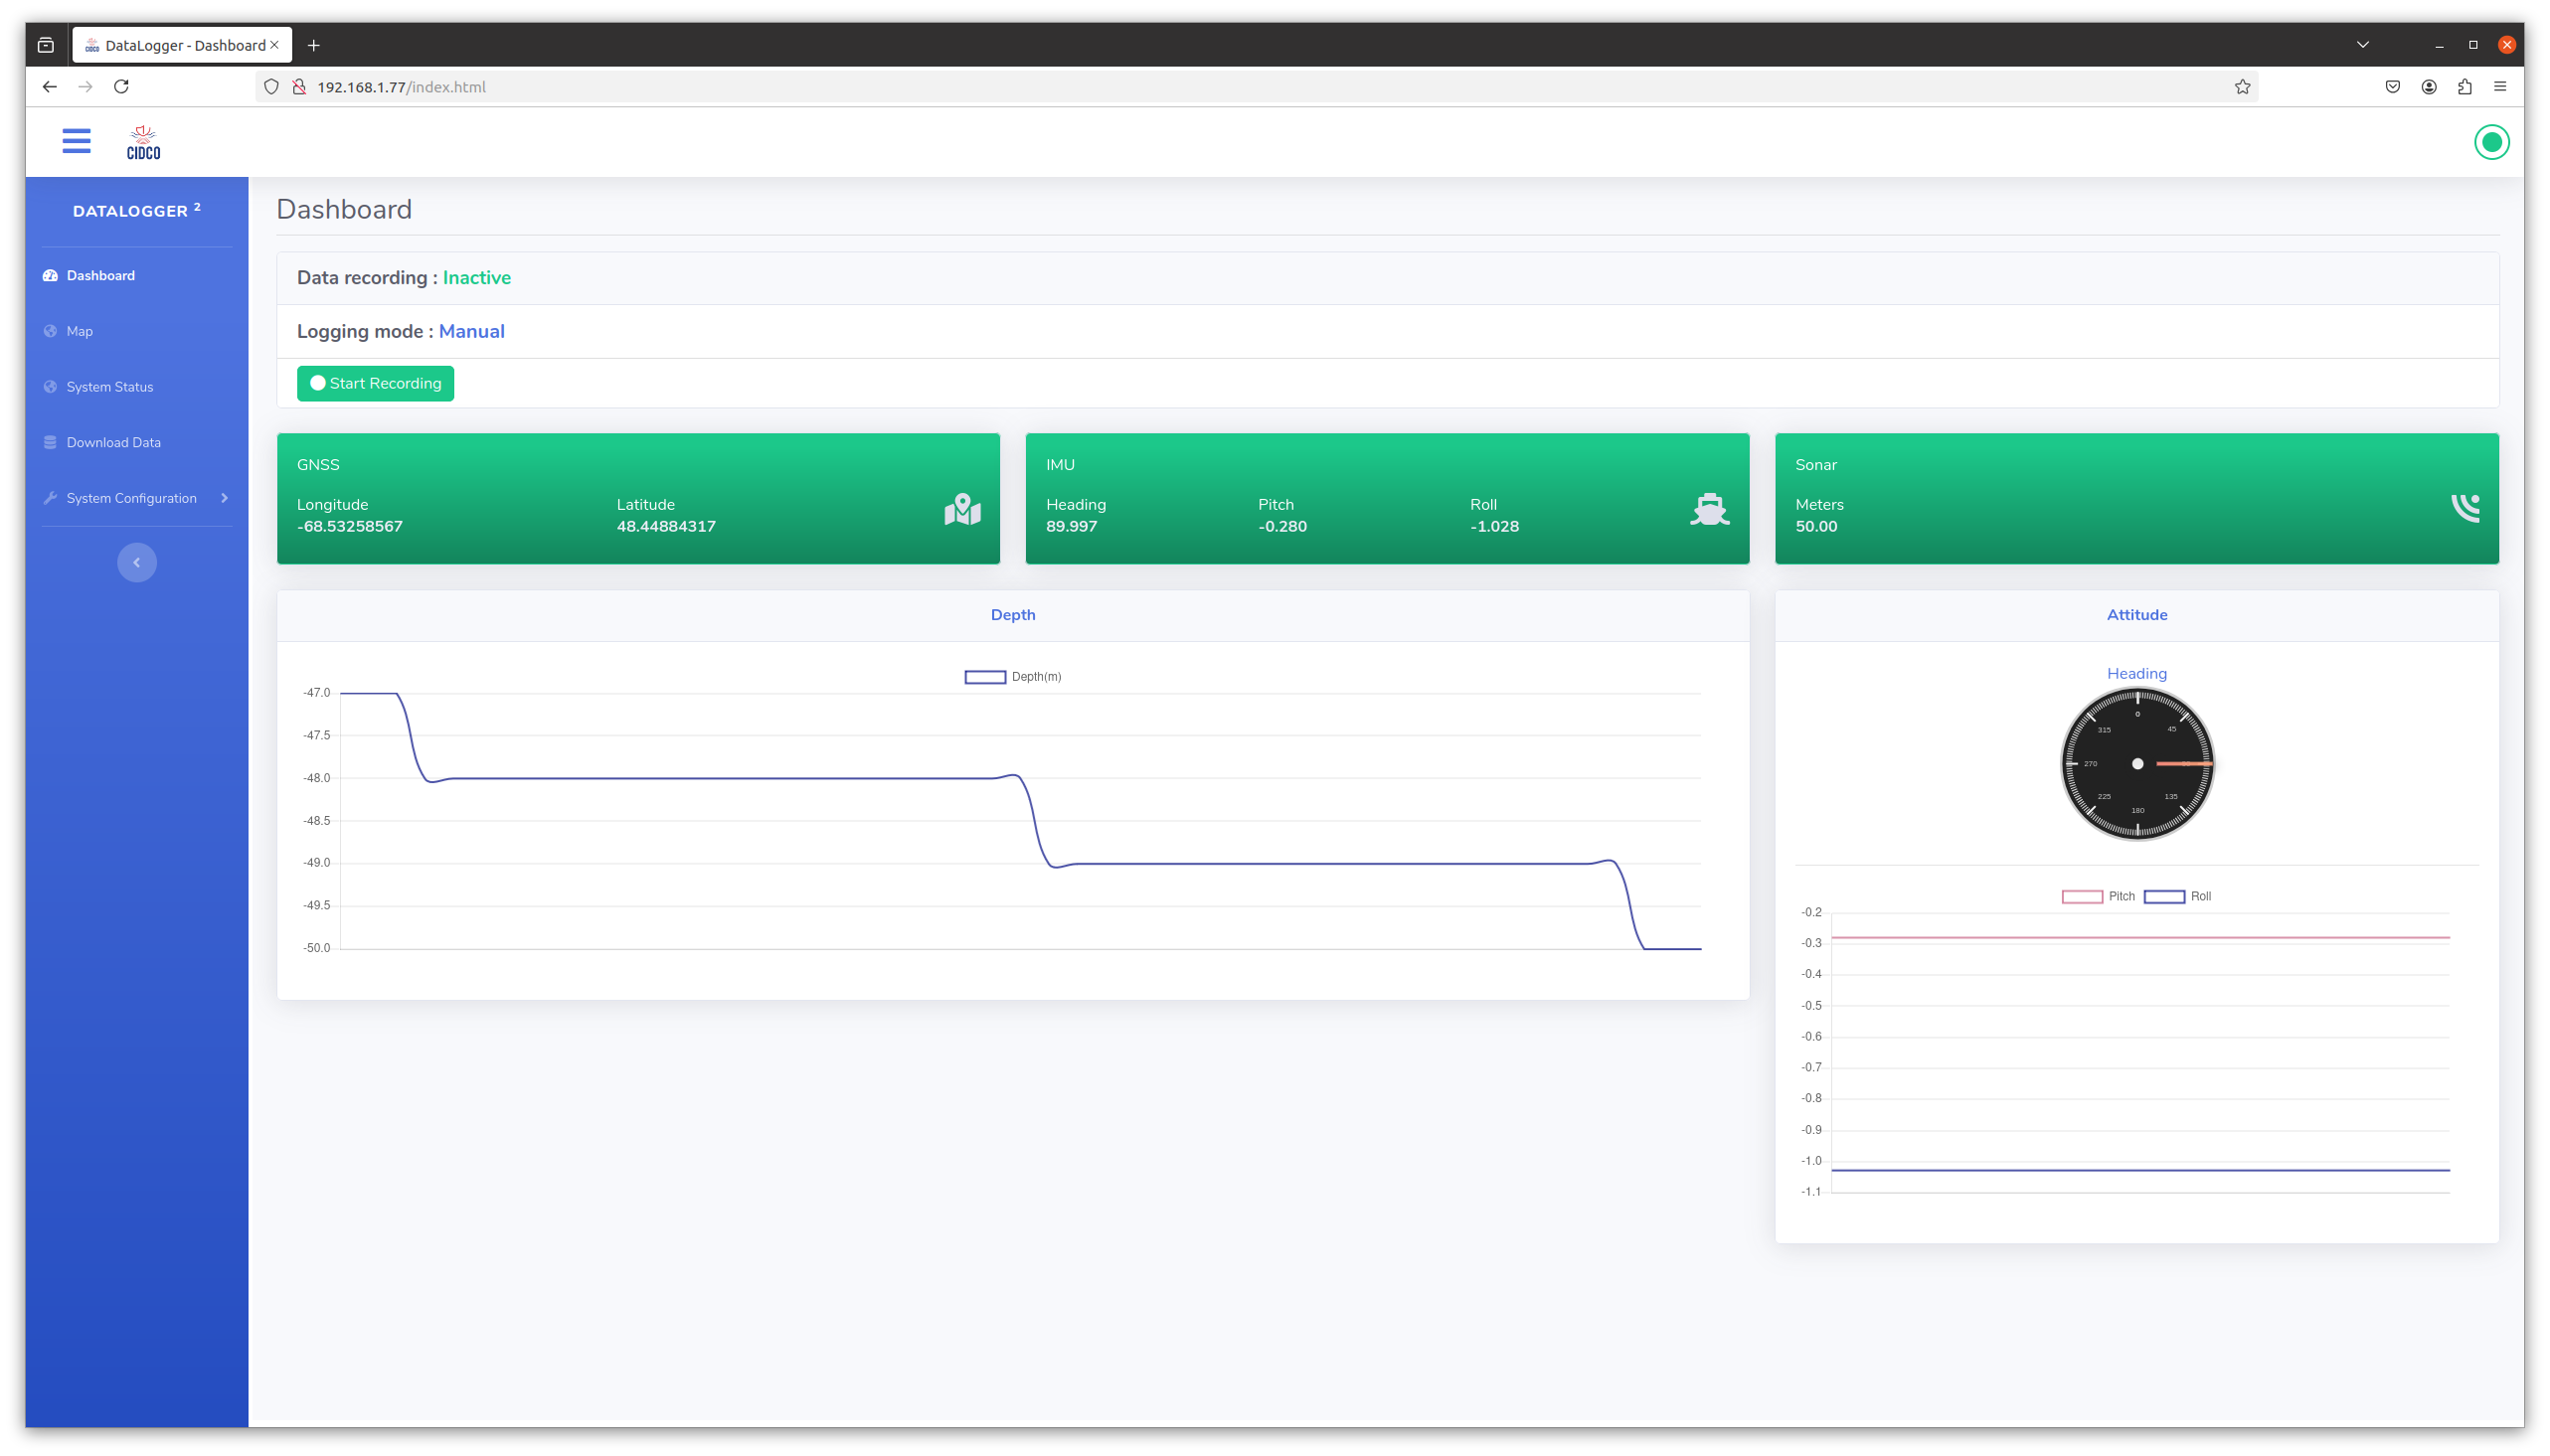 DataLogger - Dashboard
192.168.1.77/index.html
CIDCO
DATALOGGER 2
Dashboard
Map
System Status
Download Data
System Configuration
Dashboard
Data recording : Inactive
Logging mode : Manual
Start Recording
GNSS
Longitude Latitude
-68.53258567 48.44884317
IMU
Heading Pitch Roll
89.997 -0.280 -1.028
Sonar
Meters
50.00
Depth
Depth(m)
-47.0
-47.5
-48.0
-48.5
-49.0
-49.5
-50.0
Attitude
Heading
0
45
135
180
225
270
315
Pitch Roll
-0.2
-0.3
-0.4
-0.5
-0.6
-0.7
-0.8
-0.9
-1.0
-1.1